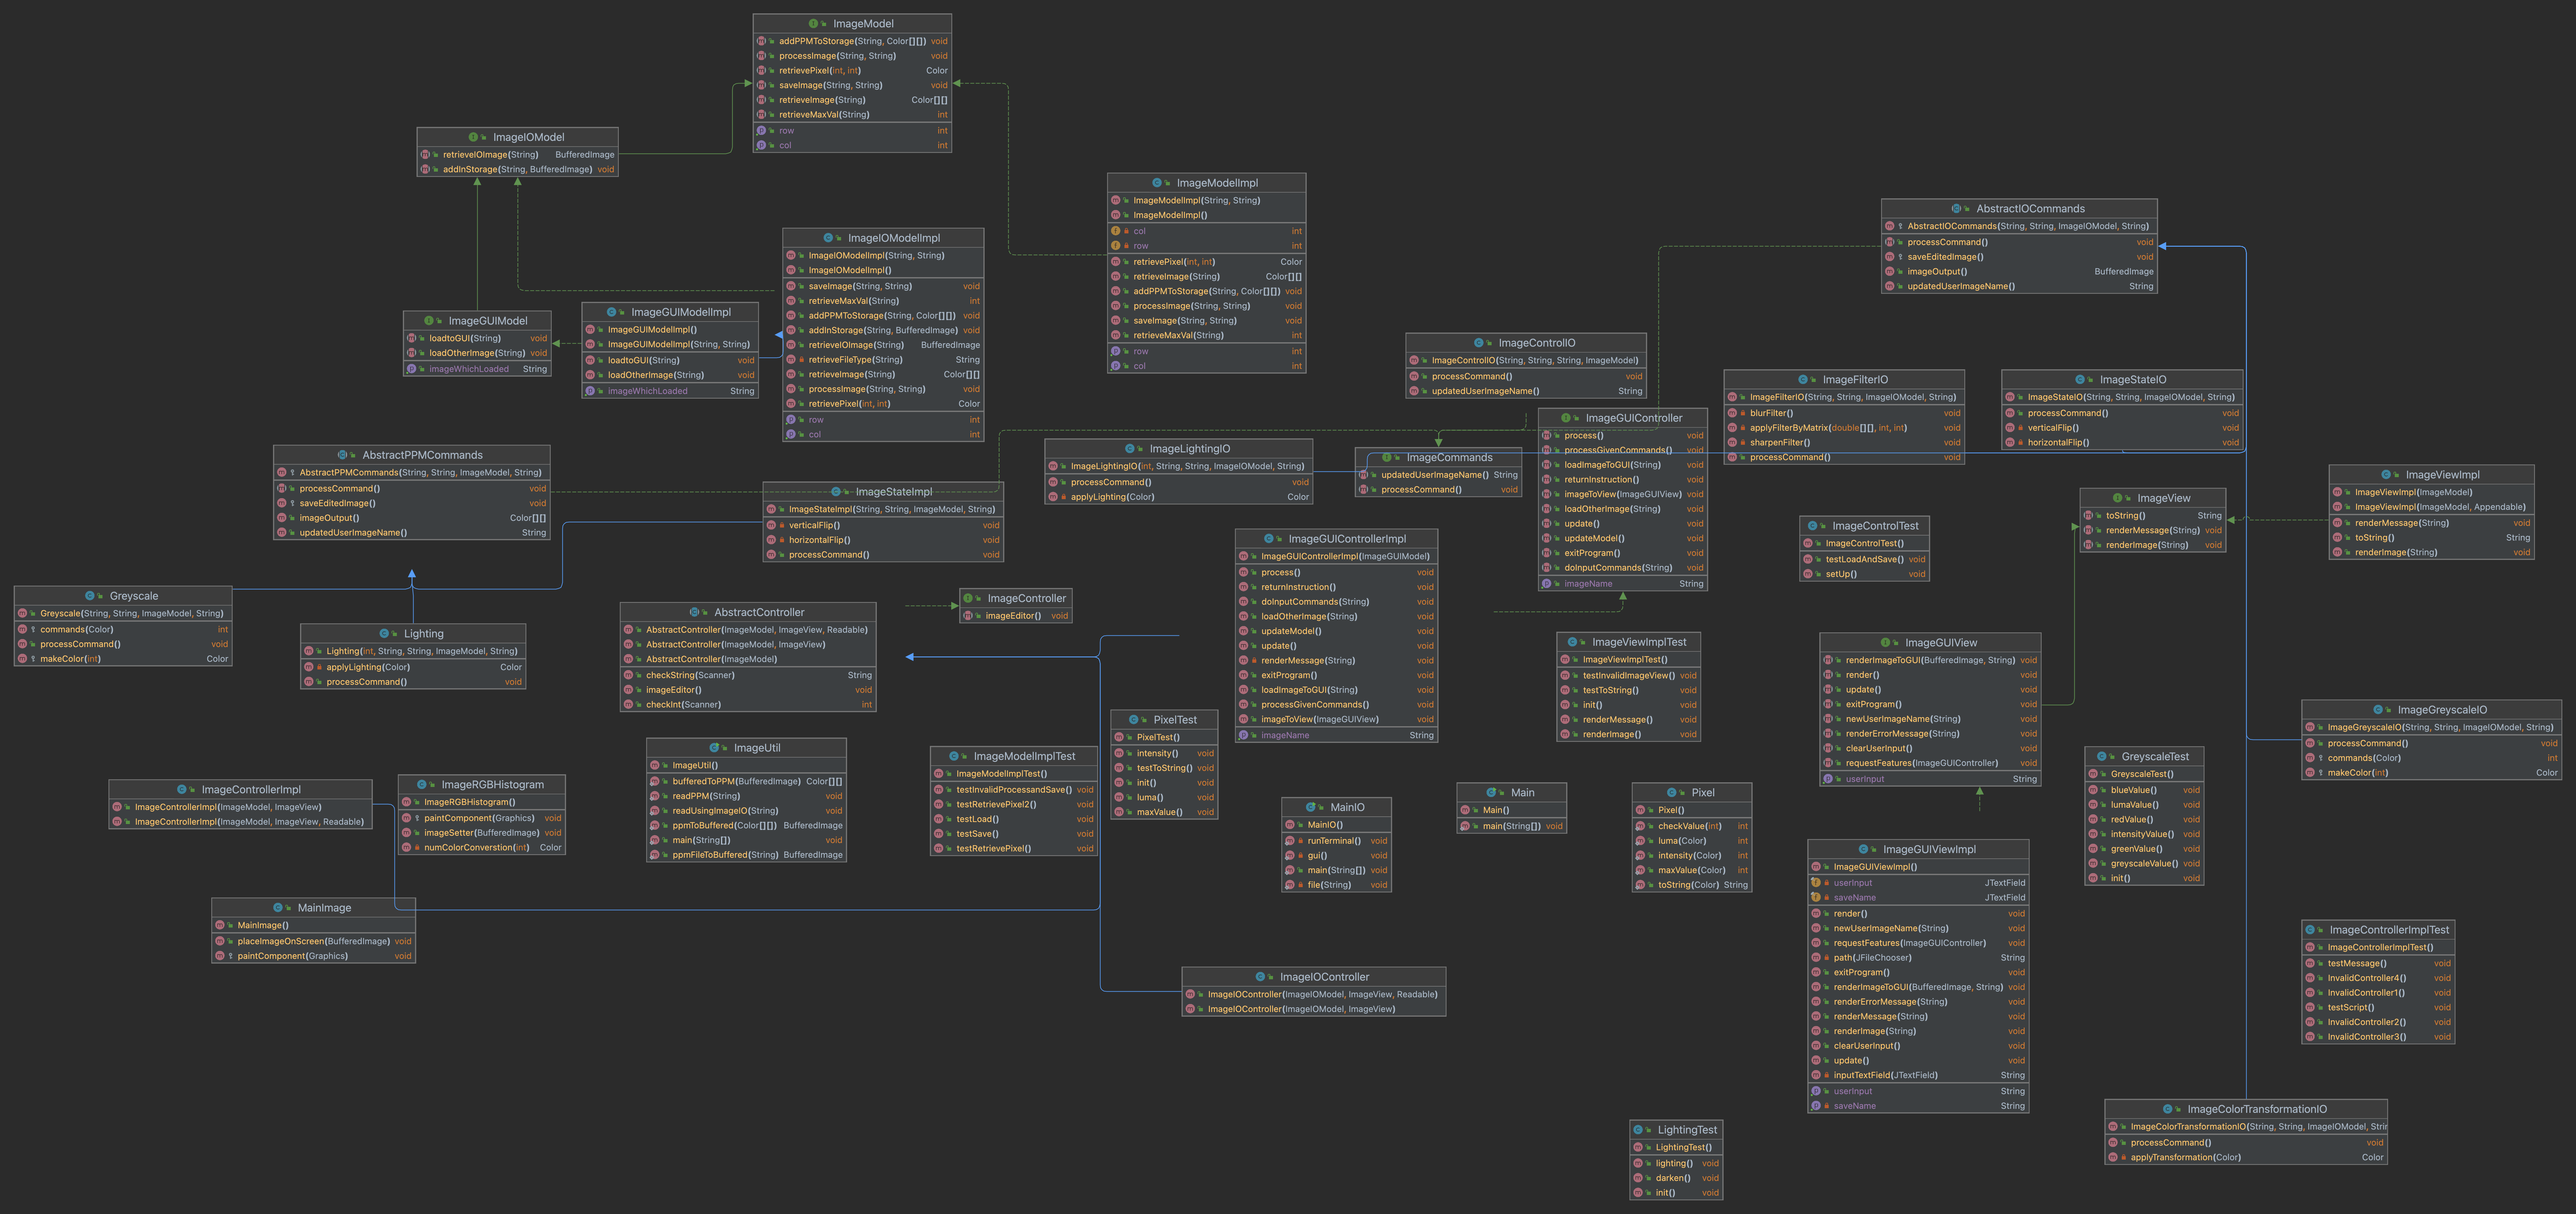 ImageModel
addPPMToStorage(String, Color[][]) void
processImage(String, String) void
retrievePixel(int, int) Color
saveImage(String, String) void
retrieveImage(String) Color[][]
retrieveMaxVal(String) int
row int
col int
ImageIOModel
retrieveIOImage(String) BufferedImage
addInStorage(String, BufferedImage) void
ImageModelImpl
ImageModelImpl(String, String)
ImageModelImpl()
col int
row int
retrievePixel(int, int) Color
retrieveImage(String) Color[][]
addPPMToStorage(String, Color[][]) void
processImage(String, String) void
saveImage(String, String) void
retrieveMaxVal(String) int
row int
col int
AbstractIOCommands
AbstractIOCommands(String, String, ImageIOModel, String)
processCommand() void
saveEditedImage() void
imageOutput() BufferedImage
updatedUserImageName() String
ImageIOModelImpl
ImageIOModelImpl(String, String)
ImageIOModelImpl()
saveImage(String, String) void
retrieveMaxVal(String) int
addPPMToStorage(String, Color[][]) void
addInStorage(String, BufferedImage) void
retrieveIOImage(String) BufferedImage
retrieveFileType(String) String
retrieveImage(String) Color[][]
processImage(String, String) void
retrievePixel(int, int) Color
row int
col int
ImageGUIModel
loadtoGUI(String) void
loadOtherImage(String) void
imageWhichLoaded String
ImageGUIModelImpl
ImageGUIModelImpl()
ImageGUIModelImpl(String, String)
loadtoGUI(String) void
loadOtherImage(String) void
imageWhichLoaded String
ImageControlIO
ImageControlIO(String, String, String, ImageModel)
processCommand() void
updatedUserImageName() String
ImageFilterIO
ImageFilterIO(String, String, ImageIOModel, String)
blurFilter() void
applyFilterByMatrix(double[][], int, int) void
sharpenFilter() void
processCommand() void
ImageStateIO
ImageStateIO(String, String, ImageIOModel, String)
processCommand() void
verticalFlip() void
horizontalFlip() void
ImageGUIController
process() void
processGivenCommands() void
loadImageToGUI(String) void
returnInstruction() void
imageToView(ImageGUIView) void
loadOtherImage(String) void
update() void
updateModel() void
exitProgram() void
doInputCommands(String) void
imageName String
AbstractPPMCommands
AbstractPPMCommands(String, String, ImageModel, String)
processCommand() void
saveEditedImage() void
imageOutput() Color[][]
updatedUserImageName() String
ImageLightingIO
ImageLightingIO(int, String, String, ImageIOModel, String)
processCommand() void
applyLighting(Color) Color
ImageCommands
updatedUserImageName() String
processCommand() void
ImageStateImpl
ImageStateImpl(String, String, ImageModel, String)
verticalFlip() void
horizontalFlip() void
processCommand() void
ImageView
toString() String
renderMessage(String) void
renderImage(String) void
ImageViewImpl
ImageViewImpl(ImageModel)
ImageViewImpl(ImageModel, Appendable)
renderMessage(String) void
toString() String
renderImage(String) void
ImageControlTest
ImageControlTest()
testLoadAndSave() void
setUp() void
ImageGUIControllerImpl
ImageGUIControllerImpl(ImageGUIModel)
process() void
returnInstruction() void
doInputCommands(String) void
loadOtherImage(String) void
updateModel() void
update() void
renderMessage(String) void
exitProgram() void
loadImageToGUI(String) void
processGivenCommands() void
imageToView(ImageGUIView) void
imageName String
Greyscale
Greyscale(String, String, ImageModel, String)
commands(Color) int
processCommand() void
makeColor(int) Color
Lighting
Lighting(int, String, String, ImageModel, String)
applyLighting(Color) Color
processCommand() void
AbstractController
AbstractController(ImageModel, ImageView, Readable)
AbstractController(ImageModel, ImageView)
AbstractController(ImageModel)
checkString(Scanner) String
imageEditor() void
checkInt(Scanner) int
ImageController
imageEditor() void
ImageViewImplTest
ImageViewImplTest()
testInvalidImageView() void
testToString() void
init() void
renderMessage() void
renderImage() void
ImageGUIView
renderImageToGUI(BufferedImage, String) void
render() void
update() void
exitProgram() void
newUserImageName(String) void
renderErrorMessage(String) void
clearUserInput() void
requestFeatures(ImageGUIController) void
userInput String
ImageGreyscaleIO
ImageGreyscaleIO(String, String, ImageIOModel, String)
processCommand() void
commands(Color) int
makeColor(int) Color
PixelTest
PixelTest()
intensity() void
testToString() void
init() void
luma() void
maxValue() void
ImageUtil
ImageUtil()
bufferedToPPM(BufferedImage) Color[][]
readPPM(String) void
readUsingImageIO(String) void
ppmToBuffered(Color[][]) BufferedImage
main(String[]) void
ppmFileToBuffered(String) BufferedImage
ImageModelImplTest
ImageModelImplTest()
testInvalidProcessandSave() void
testRetrievePixel2() void
testLoad() void
testSave() void
testRetrievePixel() void
GreyscaleTest
GreyscaleTest()
blueValue() void
lumaValue() void
redValue() void
intensityValue() void
greenValue() void
greyscaleValue() void
init() void
ImageControllerImpl
ImageControllerImpl(ImageModel, ImageView)
ImageControllerImpl(ImageModel, ImageView, Readable)
ImageRGBHistogram
ImageRGBHistogram()
paintComponent(Graphics) void
imageSetter(BufferedImage) void
numColorConverstion(int) Color
MainIO
MainIO()
runTerminal() void
gui() void
main(String[]) void
file(String) void
Main
Main()
main(String[]) void
Pixel
Pixel()
checkValue(int) int
luma(Color) int
intensity(Color) int
maxValue(Color) int
toString(Color) String
ImageGUIViewImpl
ImageGUIViewImpl()
userInput JTextField
saveName JTextField
render() void
newUserImageName(String) void
requestFeatures(ImageGUIController) void
path(JFileChooser) String
exitProgram() void
renderImageToGUI(BufferedImage, String) void
renderErrorMessage(String) void
renderMessage(String) void
renderImage(String) void
clearUserInput() void
update() void
inputTextField(JTextField) String
userInput String
saveName String
MainImage
MainImage()
placeImageOnScreen(BufferedImage) void
paintComponent(Graphics) void
ImageControllerImplTest
ImageControllerImplTest()
testMessage() void
InvalidController4() void
InvalidController1() void
testScript() void
InvalidController2() void
InvalidController3() void
ImageIOController
ImageIOController(ImageIOModel, ImageView, Readable)
ImageIOController(ImageIOModel, ImageView)
ImageColorTransformationIO
ImageColorTransformationIO(String, String, ImageIOModel, Strin
processCommand() void
applyTransformation(Color) Color
LightingTest
LightingTest()
lighting() void
darken() void
init() void